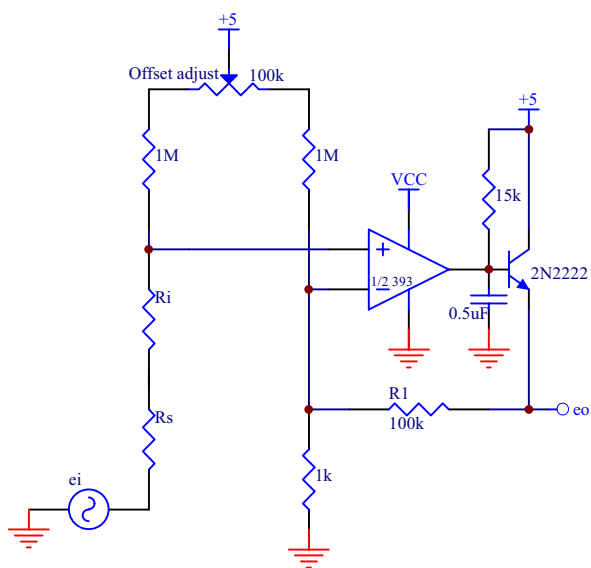 +5
Offset adjust
100k
+5
1M
1M
VCC
15k
+
1/2 393
2N2222
Ri
0.5uF
R1
100k
eo
Rs
ei
1k